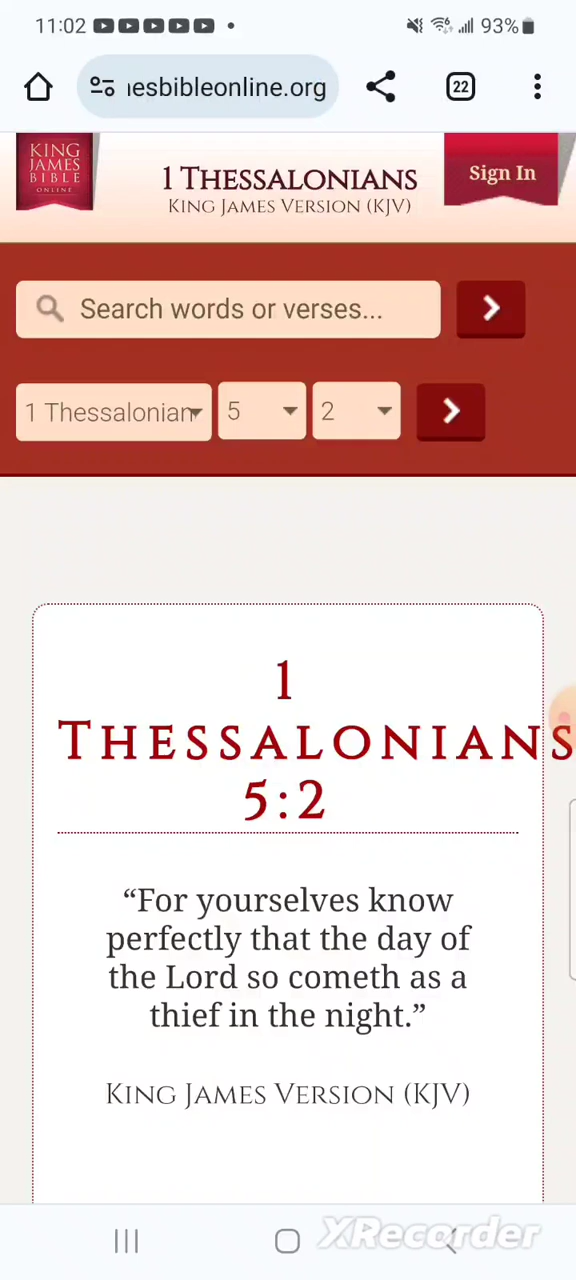 11:02 93%
ıesbibleonline.org 22
KING
JAMES
BIBLE
ONLINE
1 THESSALONIANS
KING JAMES VERSION (KJV)
Sign In
Search words or verses...
1 Thessalonian 5 2
1
THESSALONIANS
5:2
“For yourselves know
perfectly that the day of
the Lord so cometh as a
thief in the night.”
KING JAMES VERSION (KJV)
XRecorder